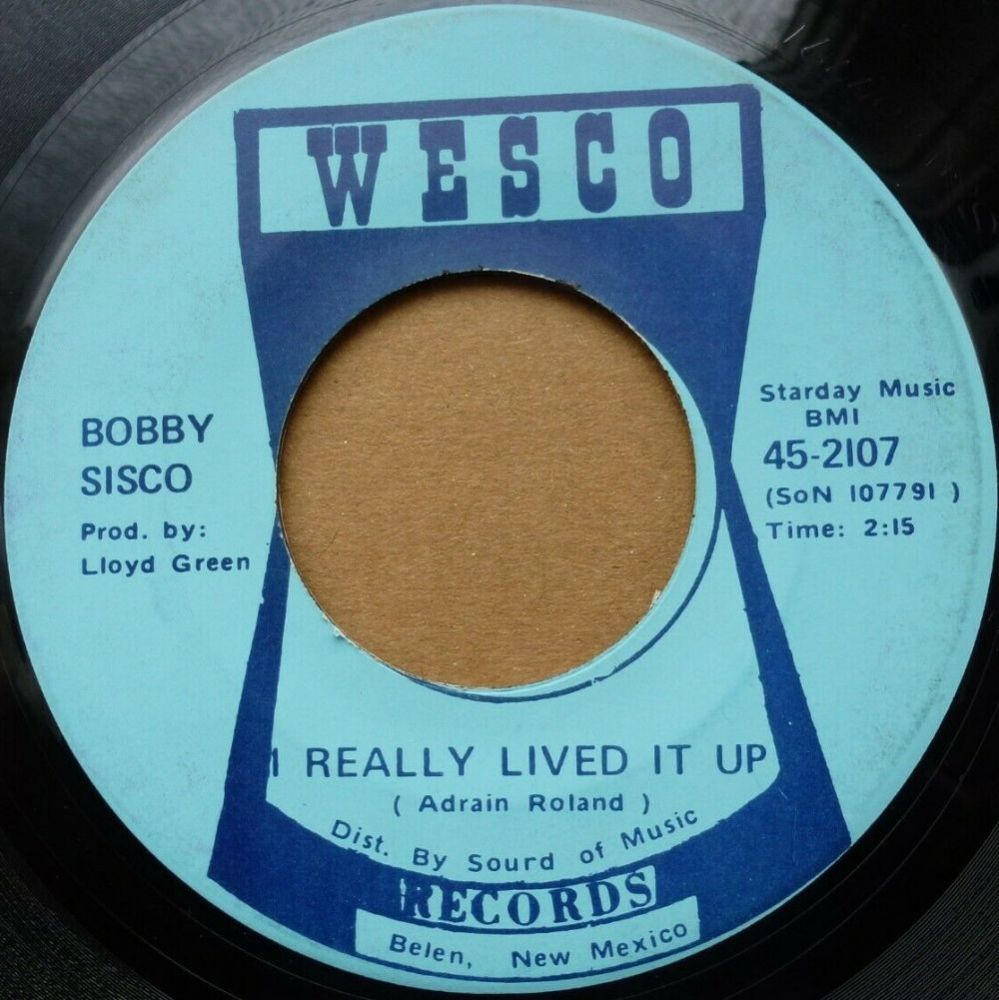 WESCO
BOBBY
SISCO
Prod. by:
Lloyd Green
Starday Music
BMI
45-2107
(SoN 107791 )
Time: 2:15
I REALLY LIVED IT UP
( Adrain Roland )
Dist. By Sourd of Music
RECORDS
Belen, New Mexico